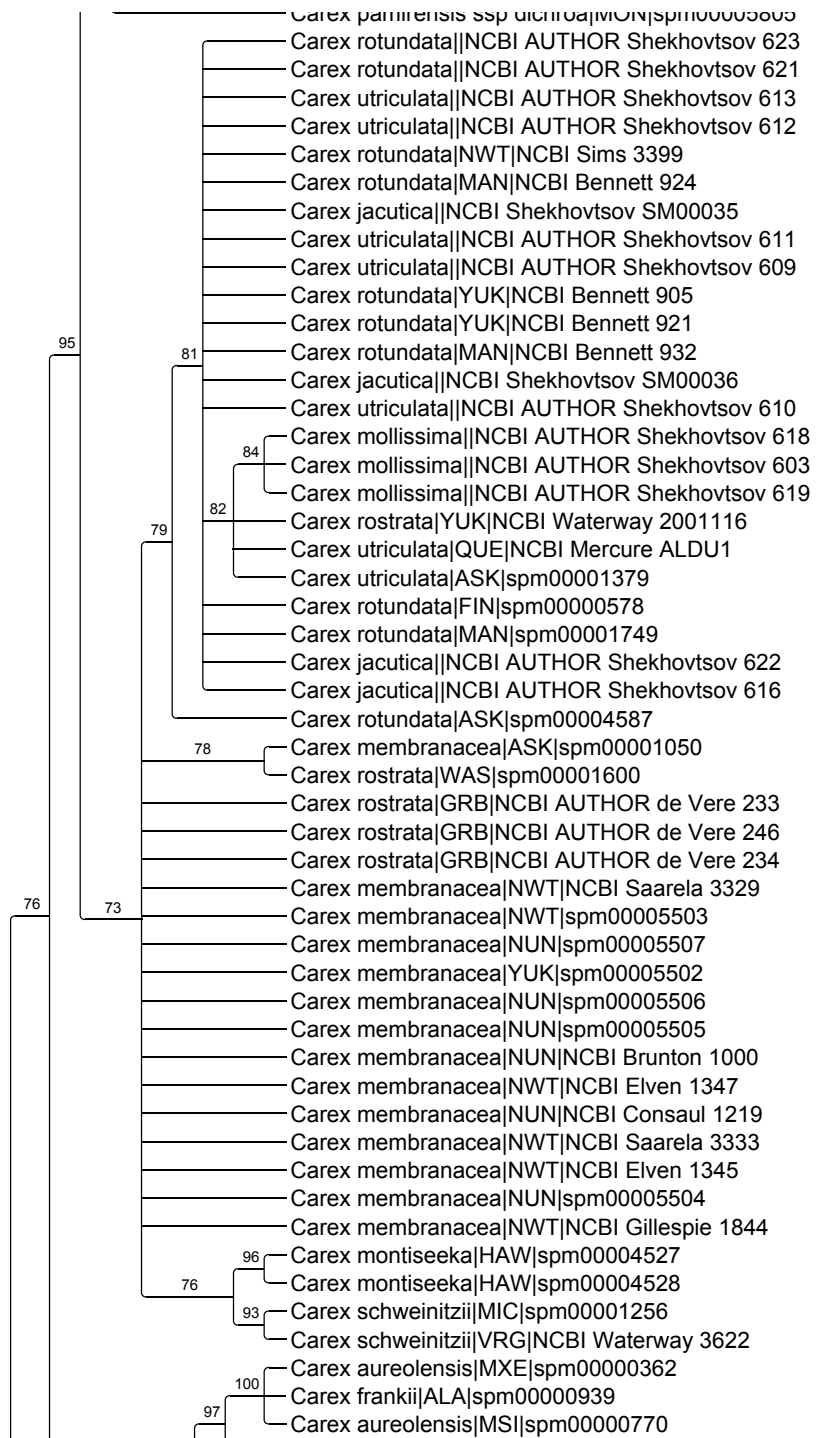 Carex pamirensis ssp dichroa|MON|spm00005805
Carex rotundata||NCBI AUTHOR Shekhovtsov 623
Carex rotundata||NCBI AUTHOR Shekhovtsov 621
Carex utriculata||NCBI AUTHOR Shekhovtsov 613
Carex utriculata||NCBI AUTHOR Shekhovtsov 612
Carex rotundata|NWT|NCBI Sims 3399
Carex rotundata|MAN|NCBI Bennett 924
Carex jacutica||NCBI Shekhovtsov SM00035
Carex utriculata||NCBI AUTHOR Shekhovtsov 611
Carex utriculata||NCBI AUTHOR Shekhovtsov 609
Carex rotundata|YUK|NCBI Bennett 905
Carex rotundata|YUK|NCBI Bennett 921
95
81
Carex rotundata|MAN|NCBI Bennett 932
Carex jacutica||NCBI Shekhovtsov SM00036
Carex utriculata||NCBI AUTHOR Shekhovtsov 610
Carex mollissima||NCBI AUTHOR Shekhovtsov 618
84
Carex mollissima||NCBI AUTHOR Shekhovtsov 603
Carex mollissima||NCBI AUTHOR Shekhovtsov 619
82
Carex rostrata|YUK|NCBI Waterway 2001116
79
Carex utriculata|QUE|NCBI Mercure ALDU1
Carex utriculata|ASK|spm00001379
Carex rotundata|FIN|spm00000578
Carex rotundata|MAN|spm00001749
Carex jacutica||NCBI AUTHOR Shekhovtsov 622
Carex jacutica||NCBI AUTHOR Shekhovtsov 616
Carex rotundata|ASK|spm00004587
78
Carex membranacea|ASK|spm00001050
Carex rostrata|WAS|spm00001600
Carex rostrata|GRB|NCBI AUTHOR de Vere 233
Carex rostrata|GRB|NCBI AUTHOR de Vere 246
Carex rostrata|GRB|NCBI AUTHOR de Vere 234
Carex membranacea|NWT|NCBI Saarela 3329
76
73
Carex membranacea|NWT|spm00005503
Carex membranacea|NUN|spm00005507
Carex membranacea|YUK|spm00005502
Carex membranacea|NUN|spm00005506
Carex membranacea|NUN|spm00005505
Carex membranacea|NUN|NCBI Brunton 1000
Carex membranacea|NWT|NCBI Elven 1347
Carex membranacea|NUN|NCBI Consaul 1219
Carex membranacea|NWT|NCBI Saarela 3333
Carex membranacea|NWT|NCBI Elven 1345
Carex membranacea|NUN|spm00005504
Carex membranacea|NWT|NCBI Gillespie 1844
96
Carex montiseeka|HAW|spm00004527
Carex montiseeka|HAW|spm00004528
76
93
Carex schweinitzii|MIC|spm00001256
Carex schweinitzii|VRG|NCBI Waterway 3622
Carex aureolensis|MXE|spm00000362
100
Carex frankii|ALA|spm00000939
97
Carex aureolensis|MSI|spm00000770